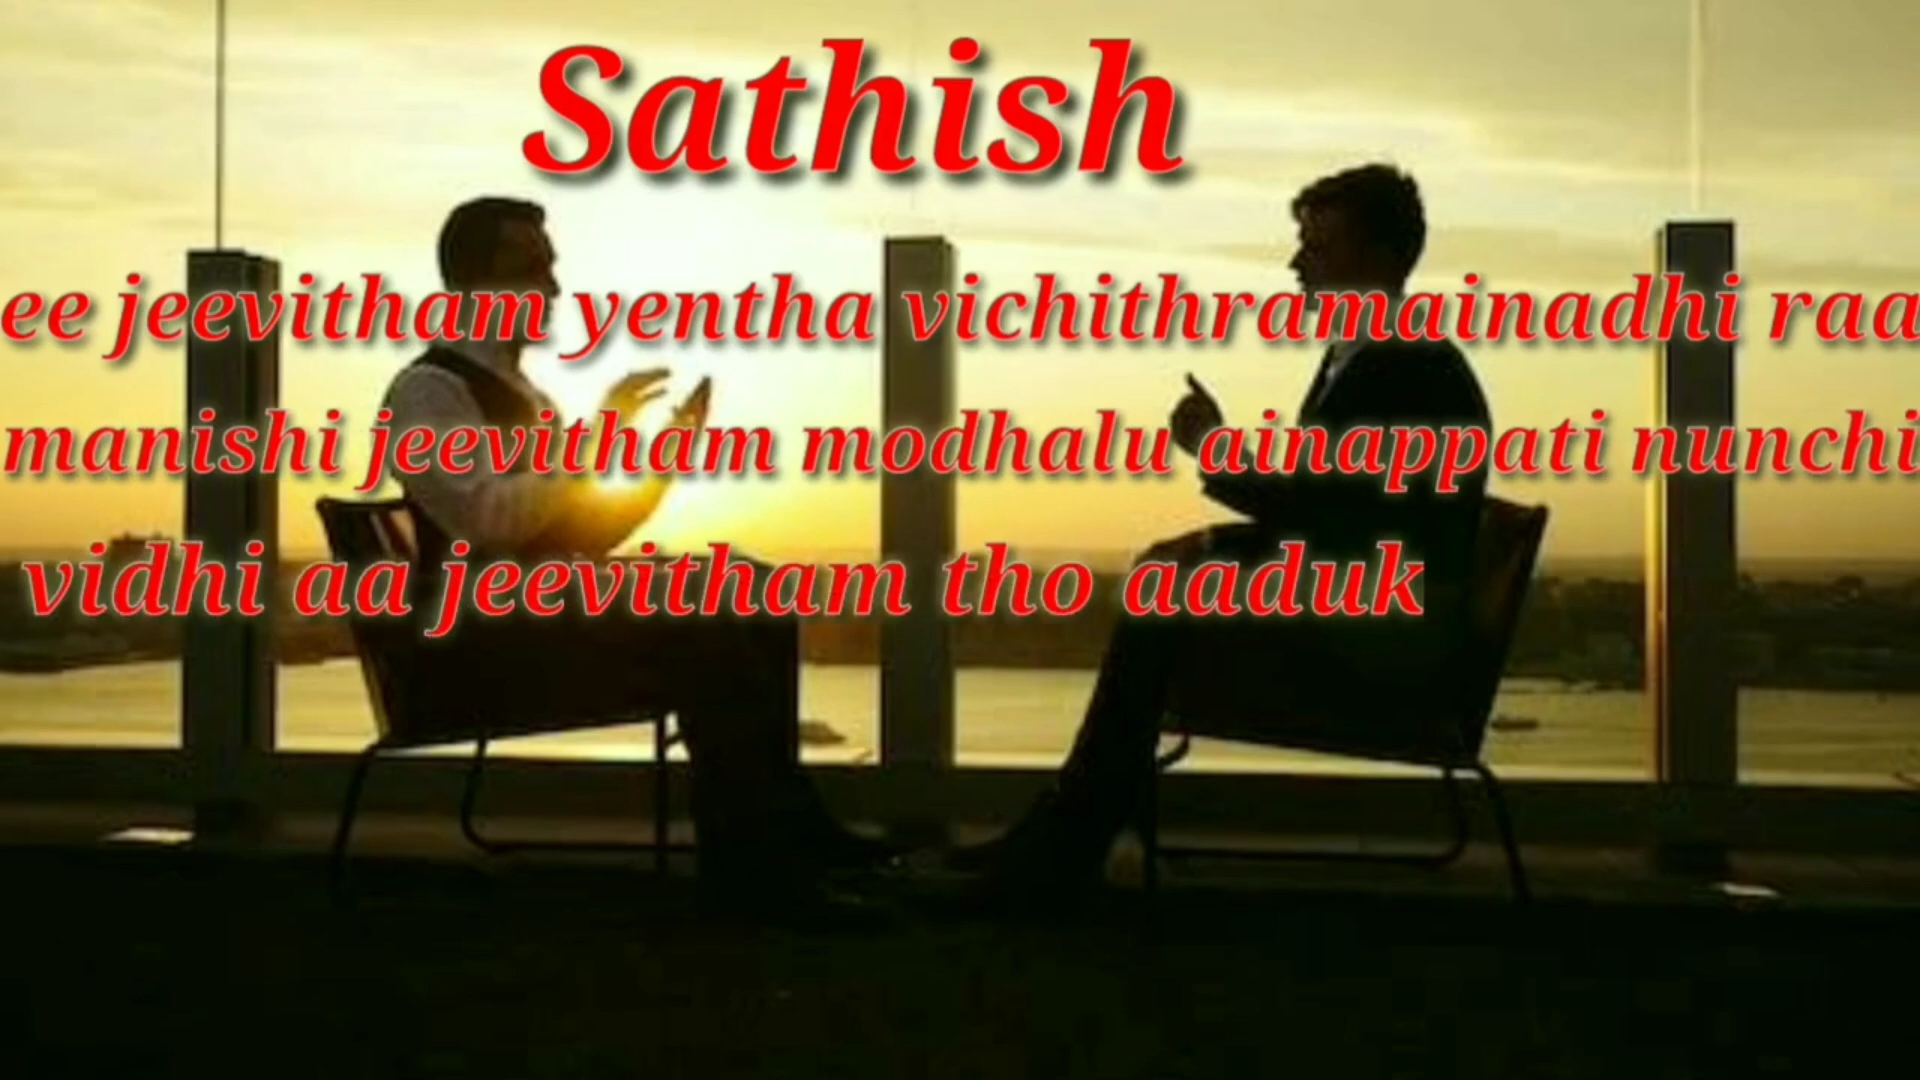 Sathish
ee jeevitham yentha vichithramainadhi raa
manishi jeevitham modhalu ainappati nunchi
vidhi aa jeevitham tho aaduk